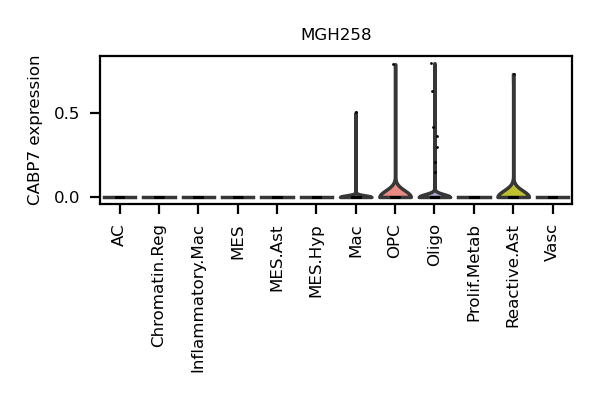 MGH258
CABP7 expression
0.5
0.0
AC
Chromatin.Reg
Inflammatory.Mac
MES
MES.Ast
MES.Hyp
Mac
OPC
Oligo
Prolif.Metab
Reactive.Ast
Vasc